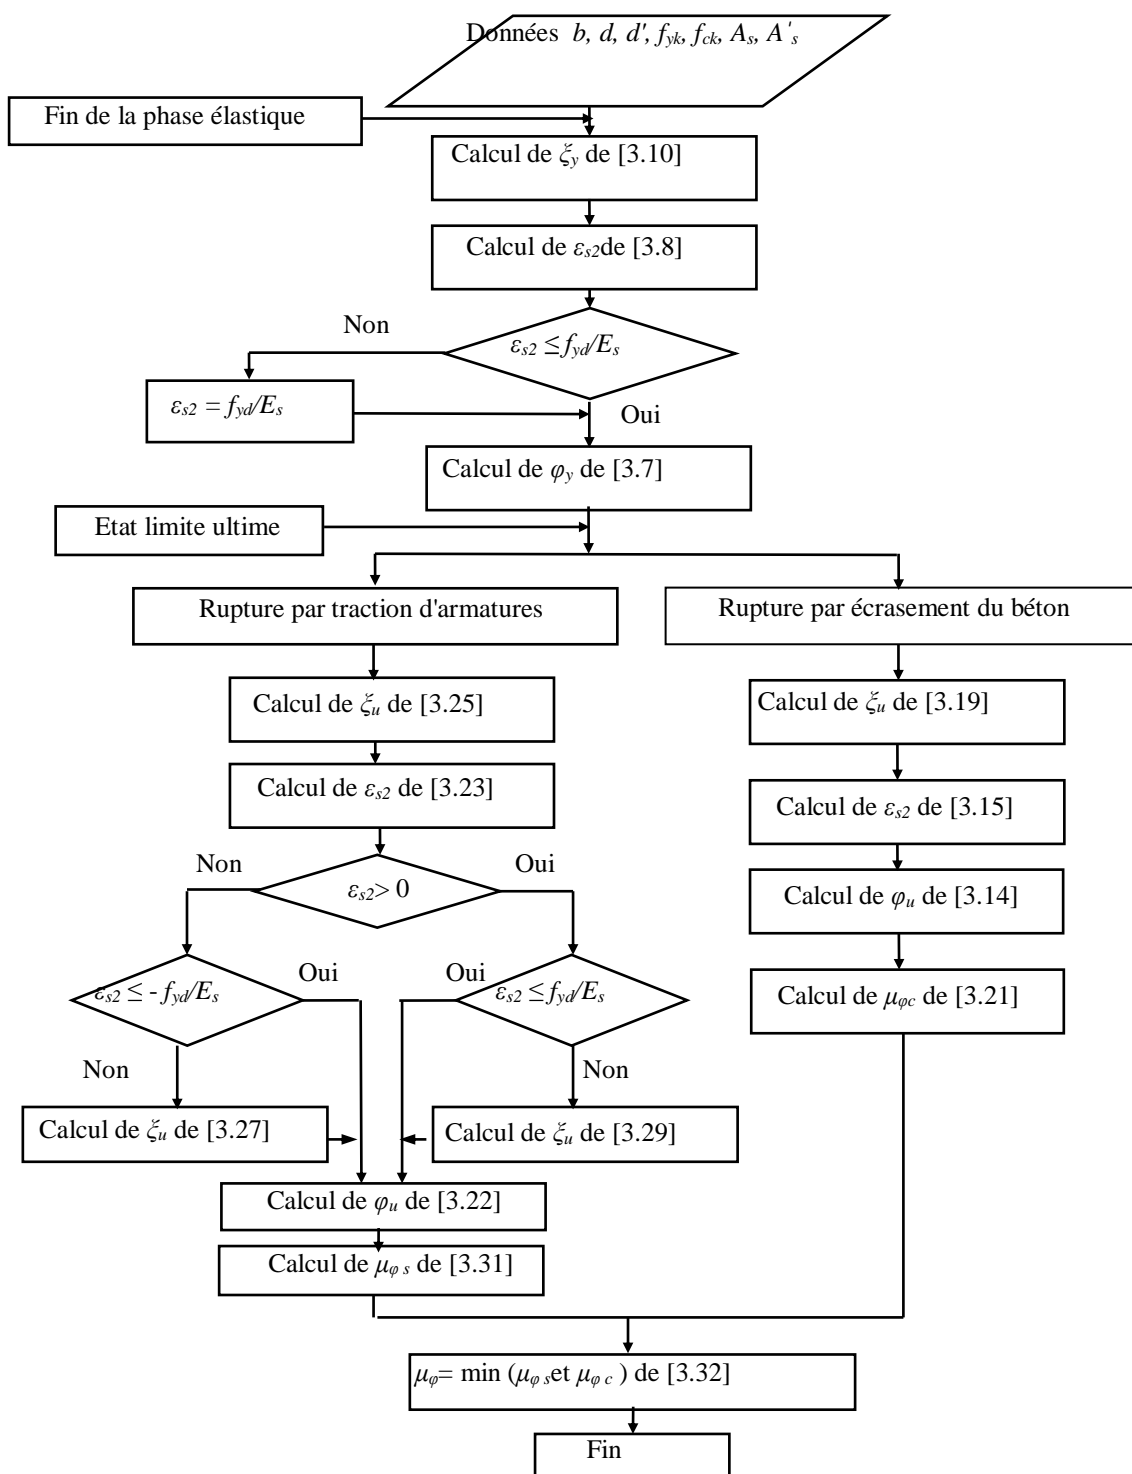 Données b, d, d', f_yk, f_ck, A_s, A'_s
Fin de la phase élastique
Calcul de ξ_y de [3.10]
Calcul de ε_s2de [3.8]
Non
ε_s2 ≤ f_yd/E_s
ε_s2 = f_yd/E_s
Oui
Calcul de φ_y de [3.7]
Etat limite ultime
Rupture par traction d'armatures
Rupture par écrasement du béton
Calcul de ξ_u de [3.25]
Calcul de ξ_u de [3.19]
Calcul de ε_s2 de [3.23]
Calcul de ε_s2 de [3.15]
Non
Oui
ε_s2> 0
Calcul de φ_u de [3.14]
Oui
Oui
ε_s2 ≤ - f_yd/E_s
ε_s2 ≤ f_yd/E_s
Calcul de μ_φc de [3.21]
Non
Non
Calcul de ξ_u de [3.27]
Calcul de ξ_u de [3.29]
Calcul de φ_u de [3.22]
Calcul de μ_φ s de [3.31]
μ_φ= min (μ_φ set μ_φ c ) de [3.32]
Fin